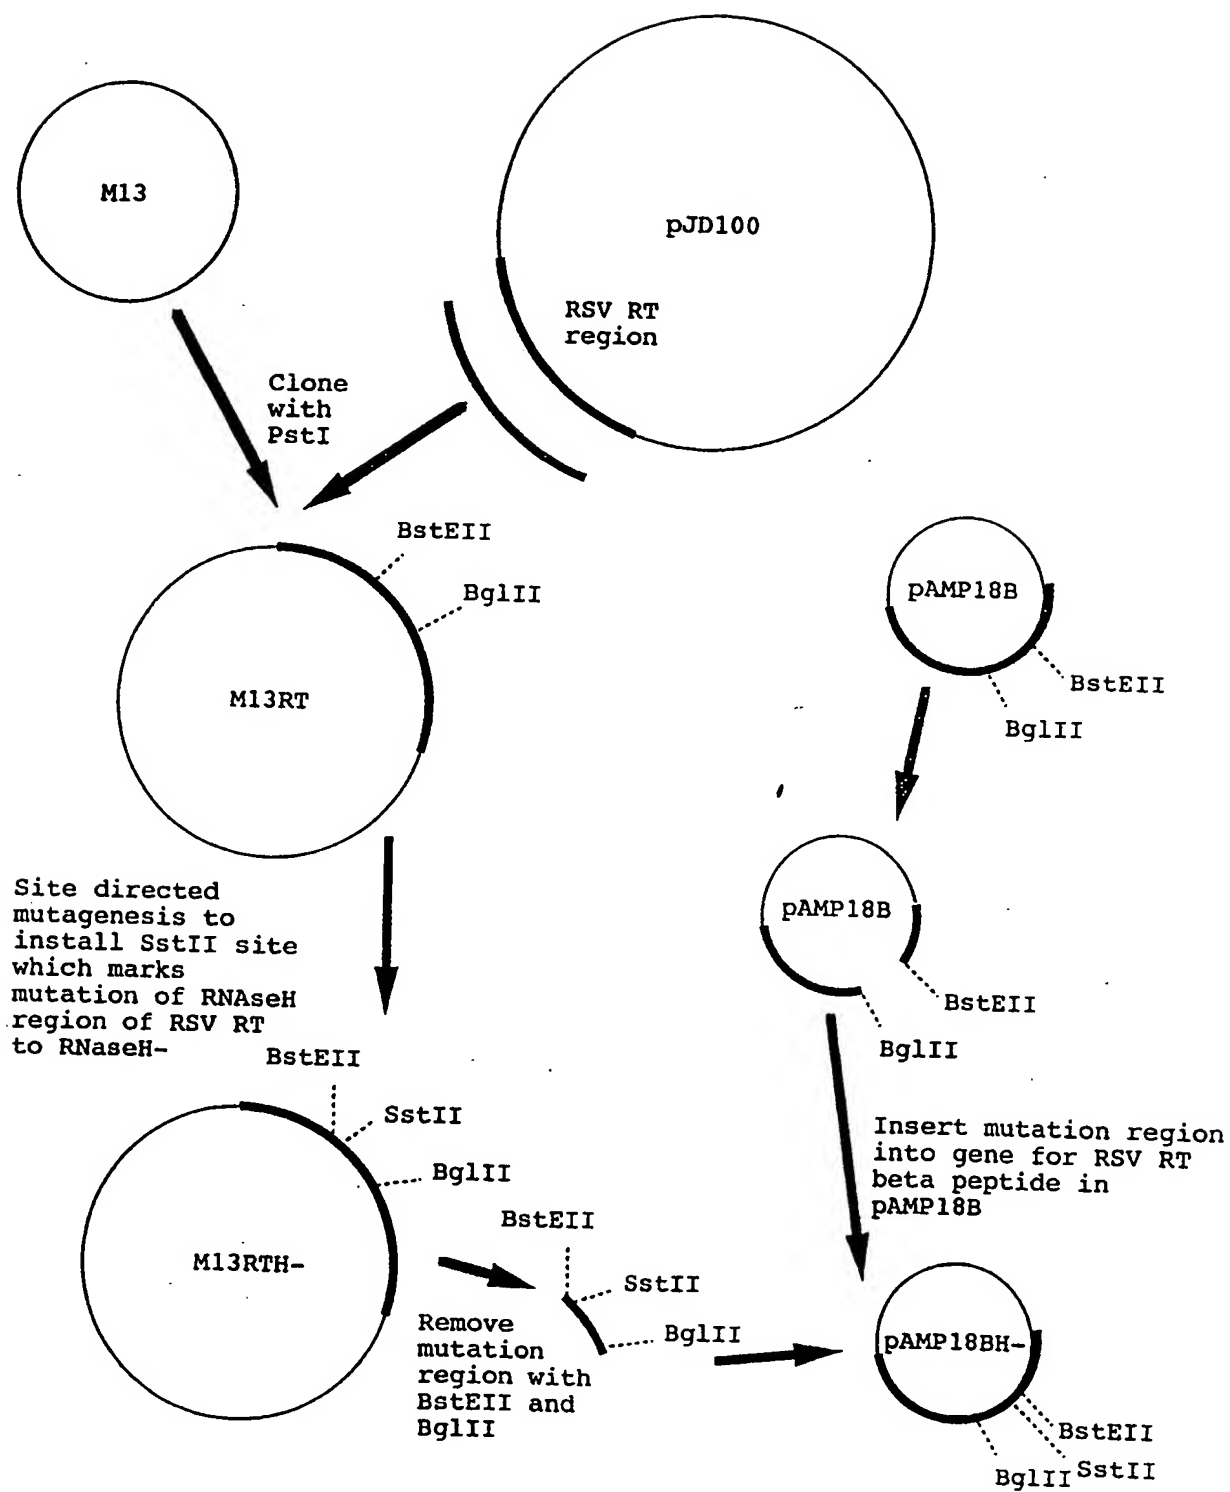 M13
pJD100
RSV RT
region
Clone
with
PstI
BstEII
BglII
M13RT
pAMP18B
BstEII
BglII
pAMP18B
BstEII
BglII
Site directed
mutagenesis to
install SstII site
which marks
mutation of RNAseH
region of RSV RT
to RNaseH-
BstEII
SstII
BglII
M13RTH-
Insert mutation region
into gene for RSV RT
beta peptide in
pAMP18B
BstEII
SstII
BglII
Remove
mutation
region with
BstEII and
BglII
pAMP18BH-
BstEII
SstII
BglII